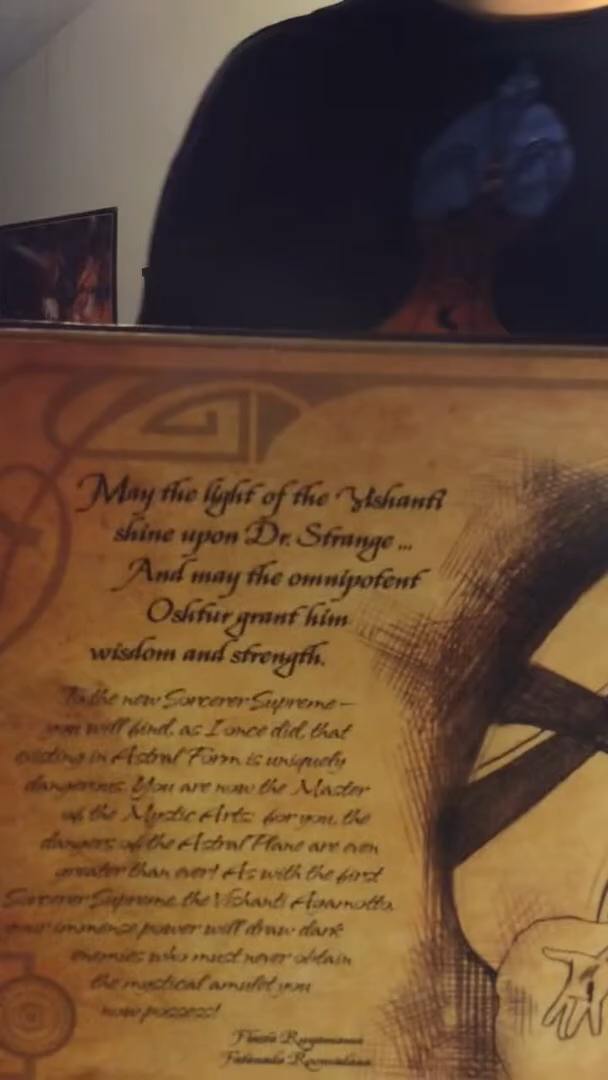 May the light of the Vishanti
shine upon Dr. Strange ...
And may the omnipotent
Oshtur grant him
wisdom and strength.
To the new Sorcerer Supreme —
you will find, as I once did, that
existing in Astral Form is uniquely
dangerous. You are now the Master
of the Mystic Arts: for you, the
dangers of the Astral Plane are even
greater than ever! As with the first
Sorcerer Supreme, the Vishanti Agamotto,
your immense power will draw dark
enemies who must never obtain
the mystical amulet you
now possess!